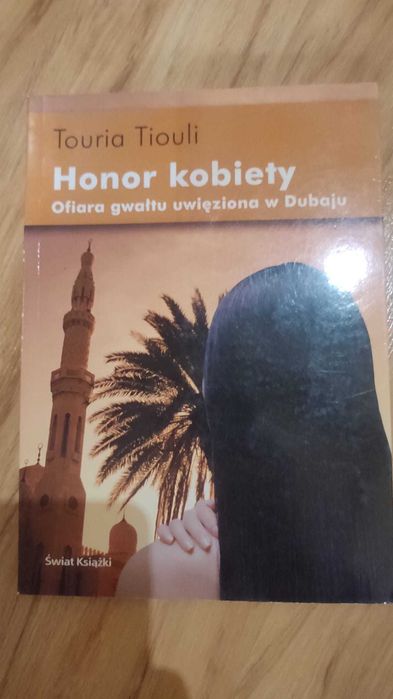 Touria Tiouli
Honor kobiety
Ofiara gwałtu uwięziona w Dubaju
Świat Książki